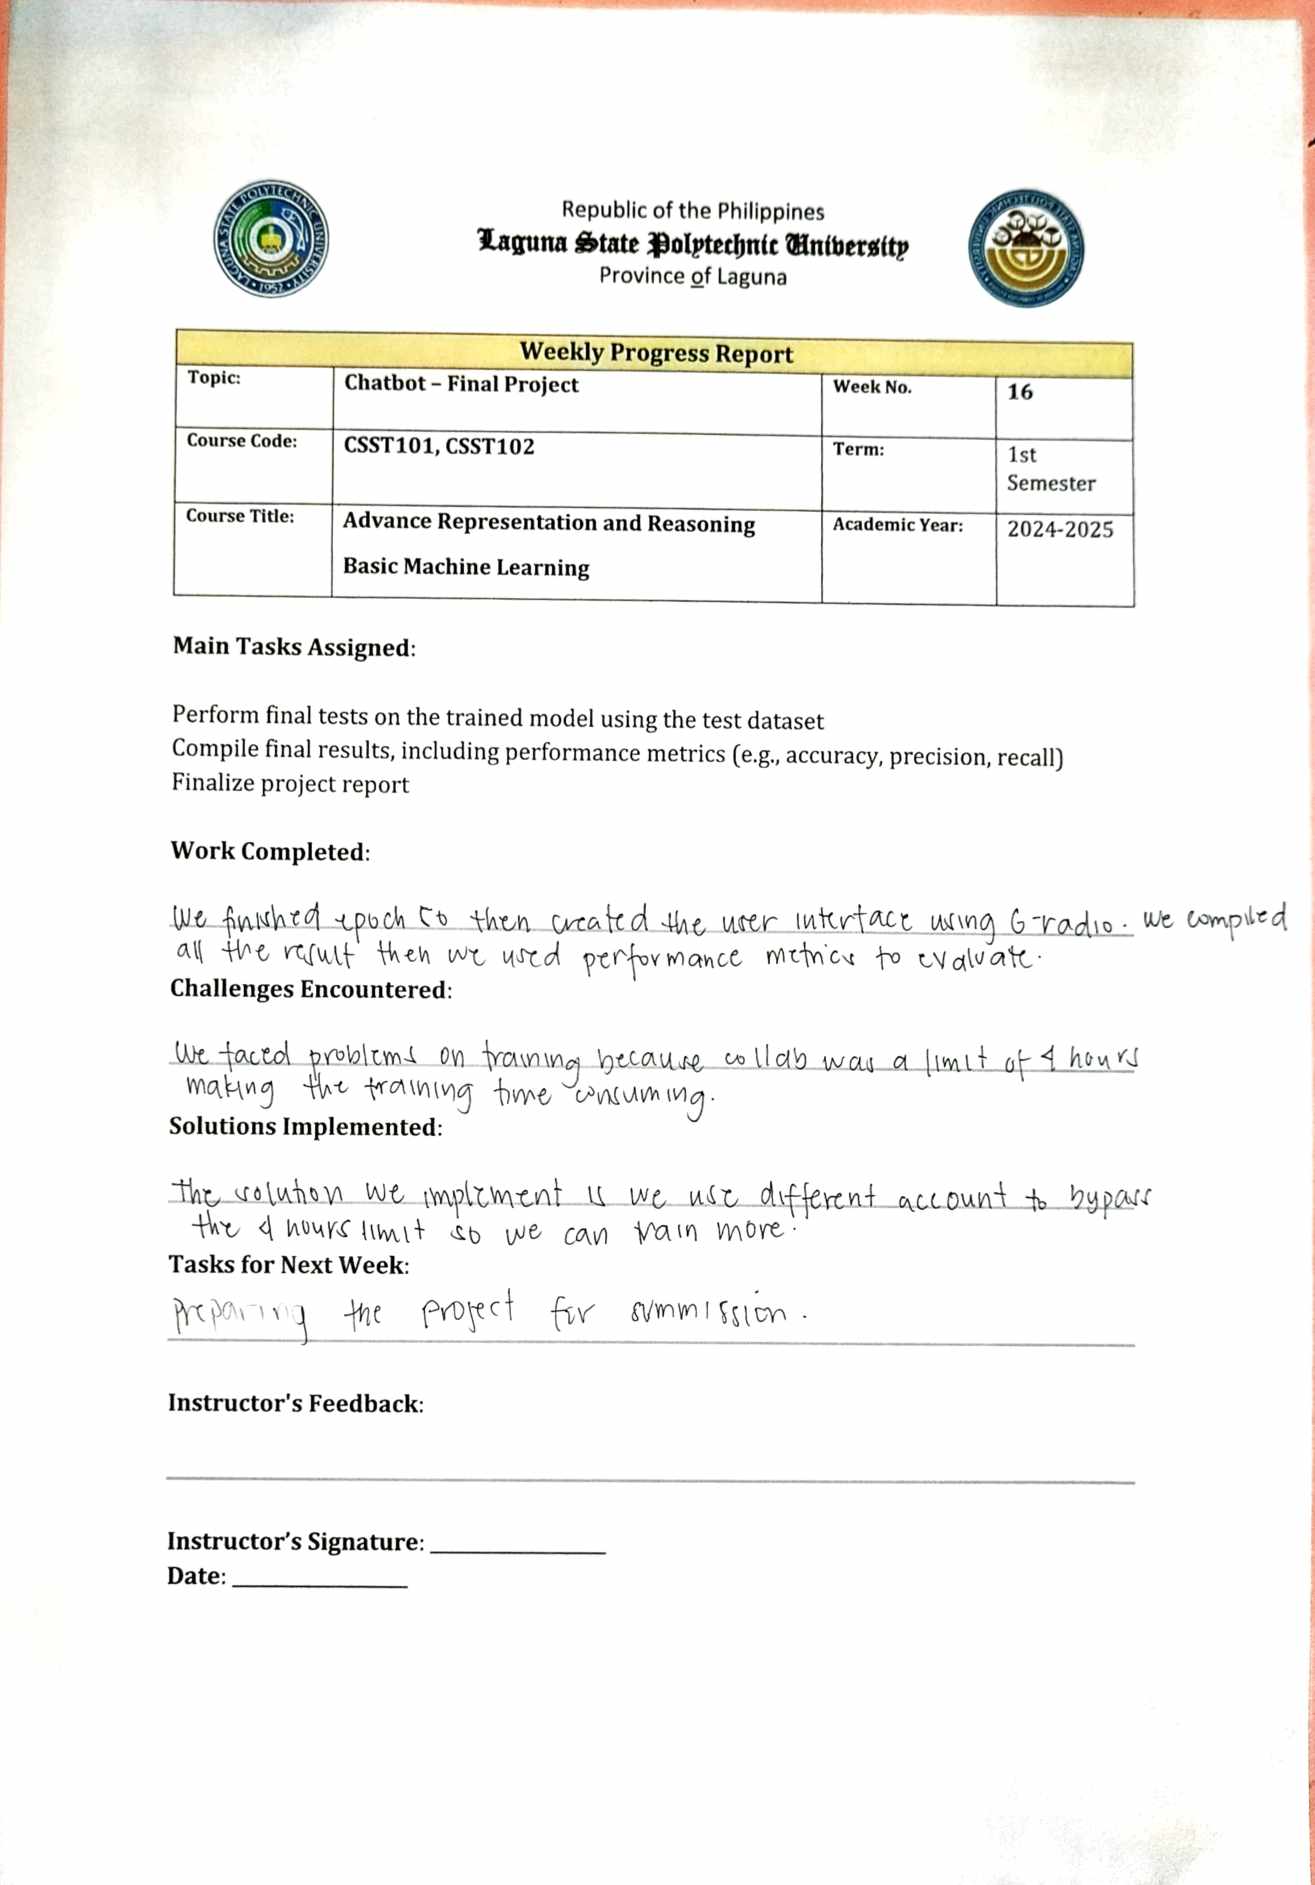 LAGUNA STATE POLYTECHNIC UNIVERSITY
1952
Republic of the Philippines
Laguna State Polytechnic University
Province of Laguna
Weekly Progress Report
Topic: Chatbot – Final Project Week No. 16
Course Code: CSST101, CSST102 Term: 1st
Semester
Course Title: Advance Representation and Reasoning Academic Year: 2024-2025
Basic Machine Learning
Main Tasks Assigned:
Perform final tests on the trained model using the test dataset
Compile final results, including performance metrics (e.g., accuracy, precision, recall)
Finalize project report
Work Completed:
We finished epoch 50 then created the user interface using G-radio. We compiled
all the result then we used performance metrics to evaluate.
Challenges Encountered:
We faced problems on training because collab was a limit of 4 hours
making the training time consuming.
Solutions Implemented:
The solution we implement is we use different account to bypass
the 4 hours limit so we can train more.
Tasks for Next Week:
Preparing the project for summission.
Instructor's Feedback:
Instructor's Signature:
Date: